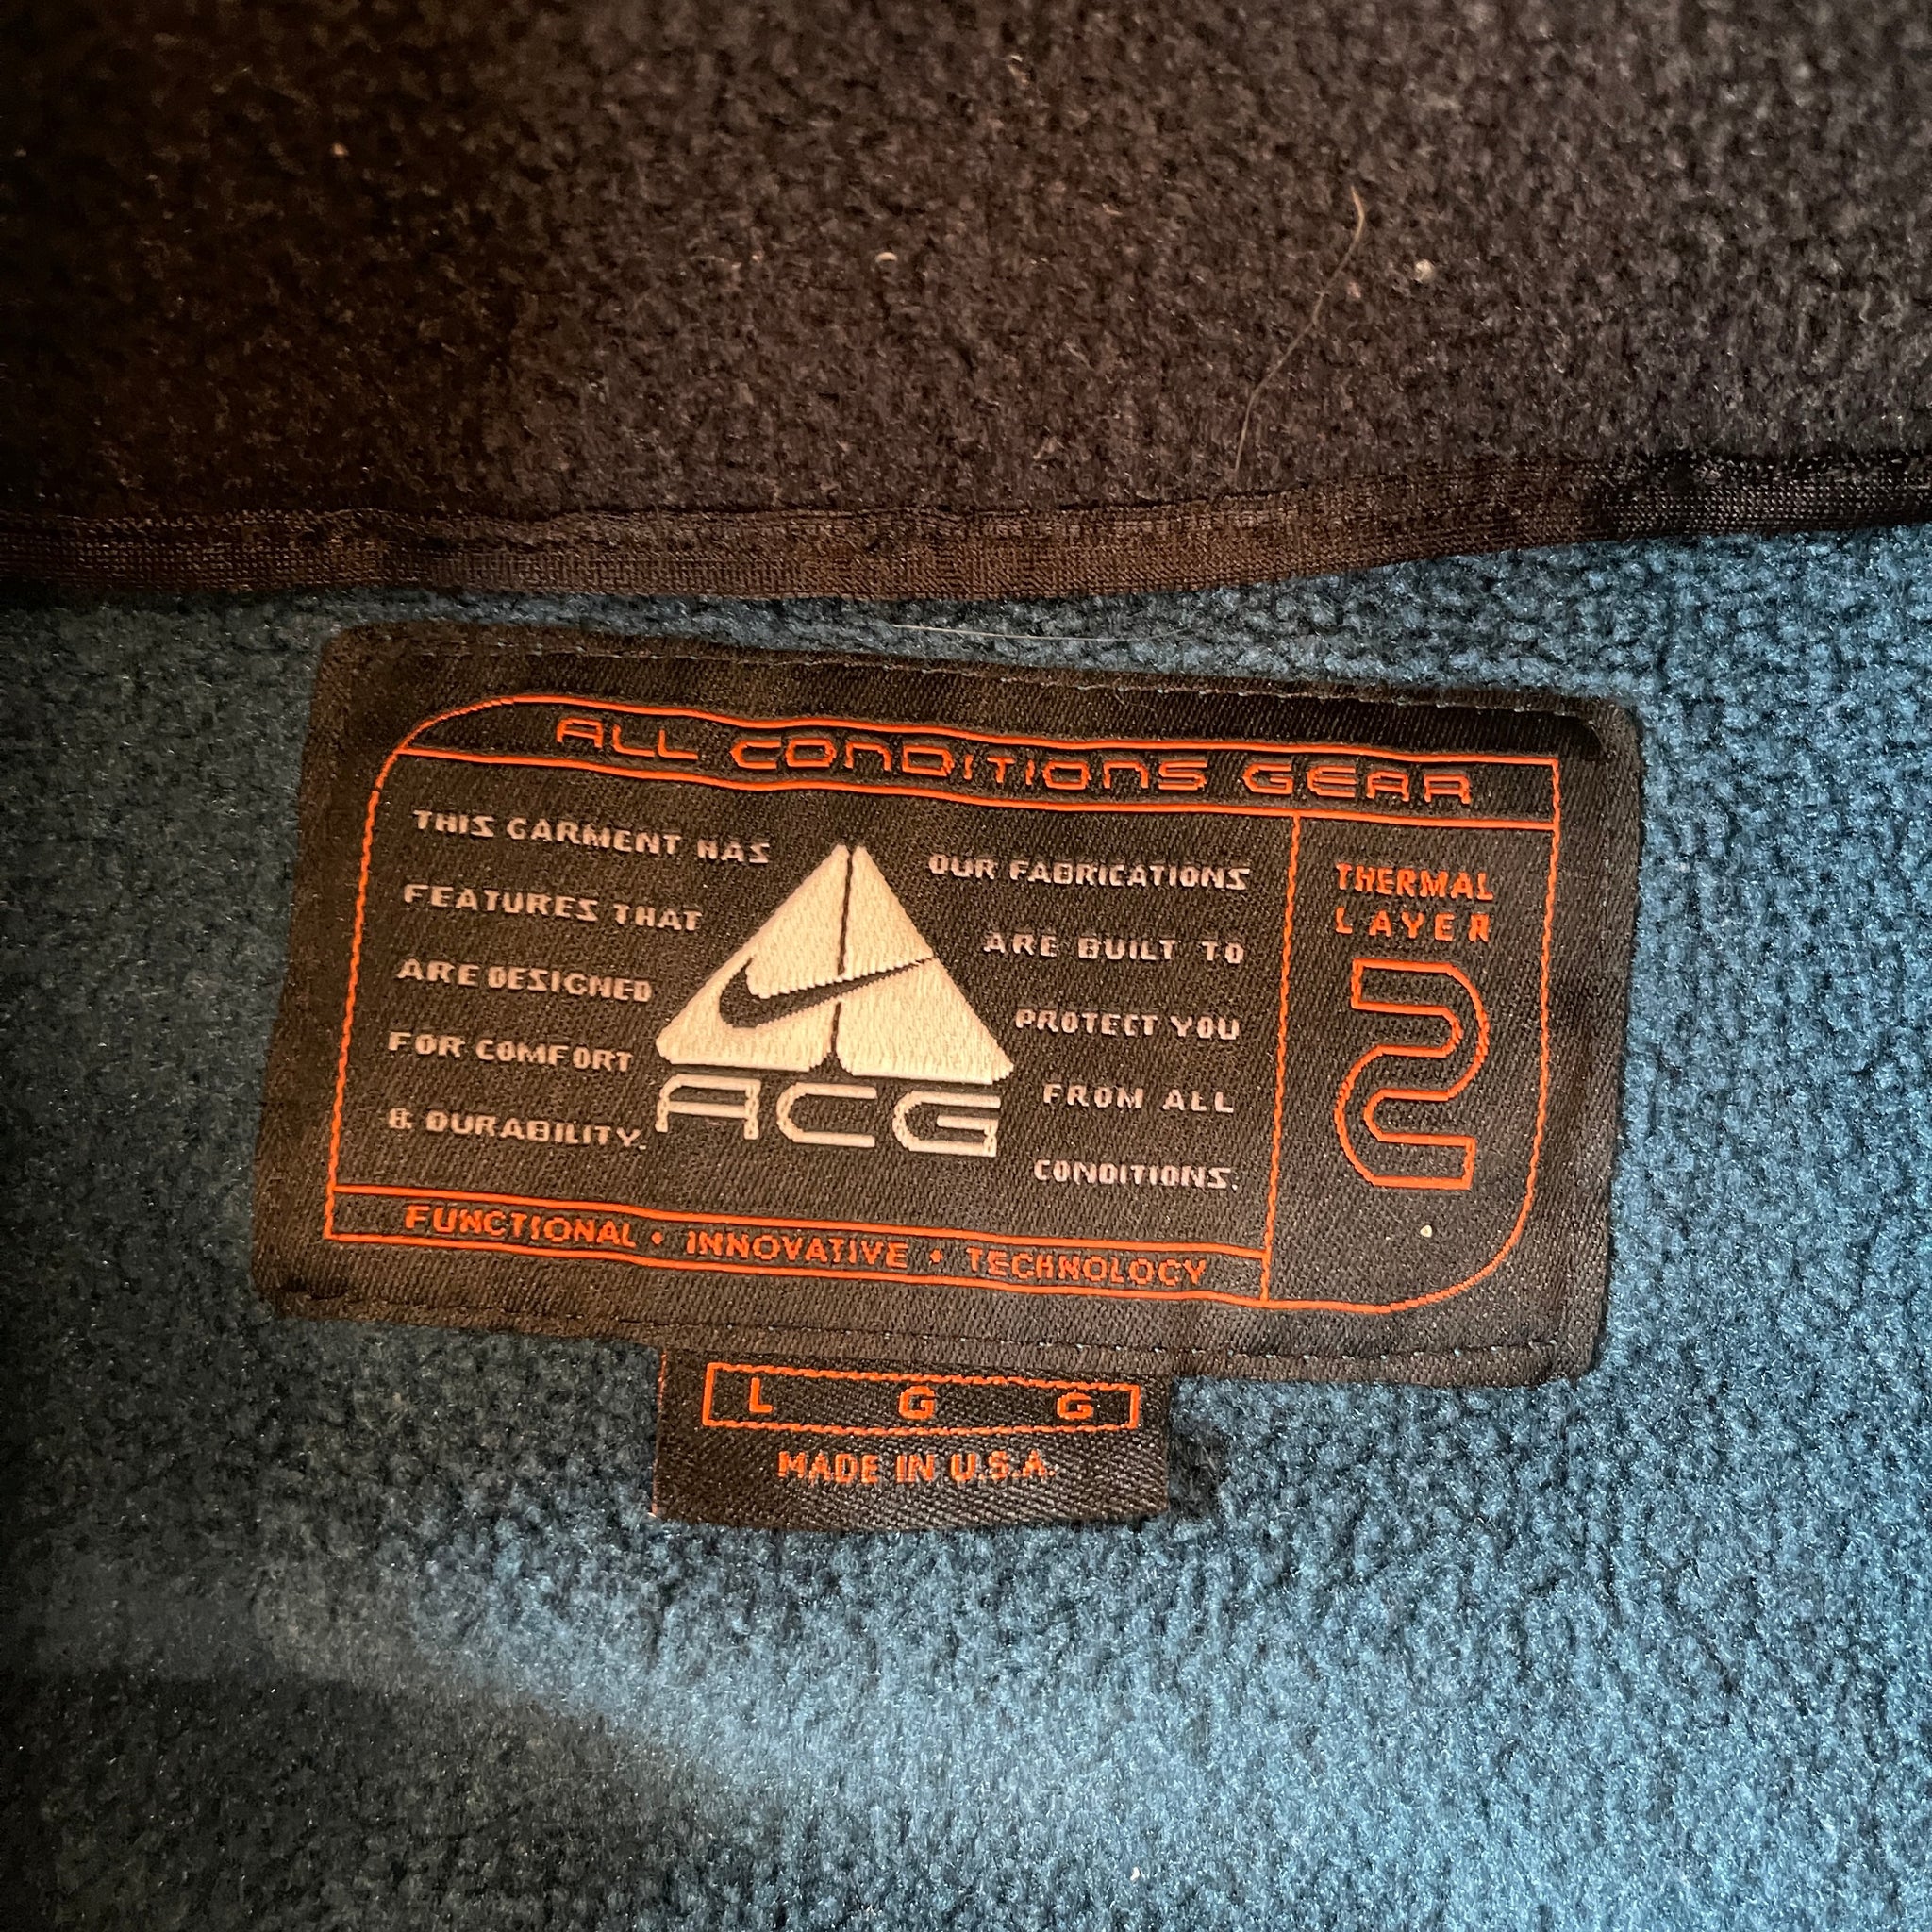 ALL CONDITIONS GEAR
THIS GARMENT HAS
FEATURES THAT
ARE DESIGNED
FOR COMFORT
& DURABILITY.
ACG
OUR FABRICATIONS
ARE BUILT TO
PROTECT YOU
FROM ALL
CONDITIONS.
THERMAL
LAYER
2
FUNCTIONAL • INNOVATIVE • TECHNOLOGY
L G G
MADE IN U.S.A.